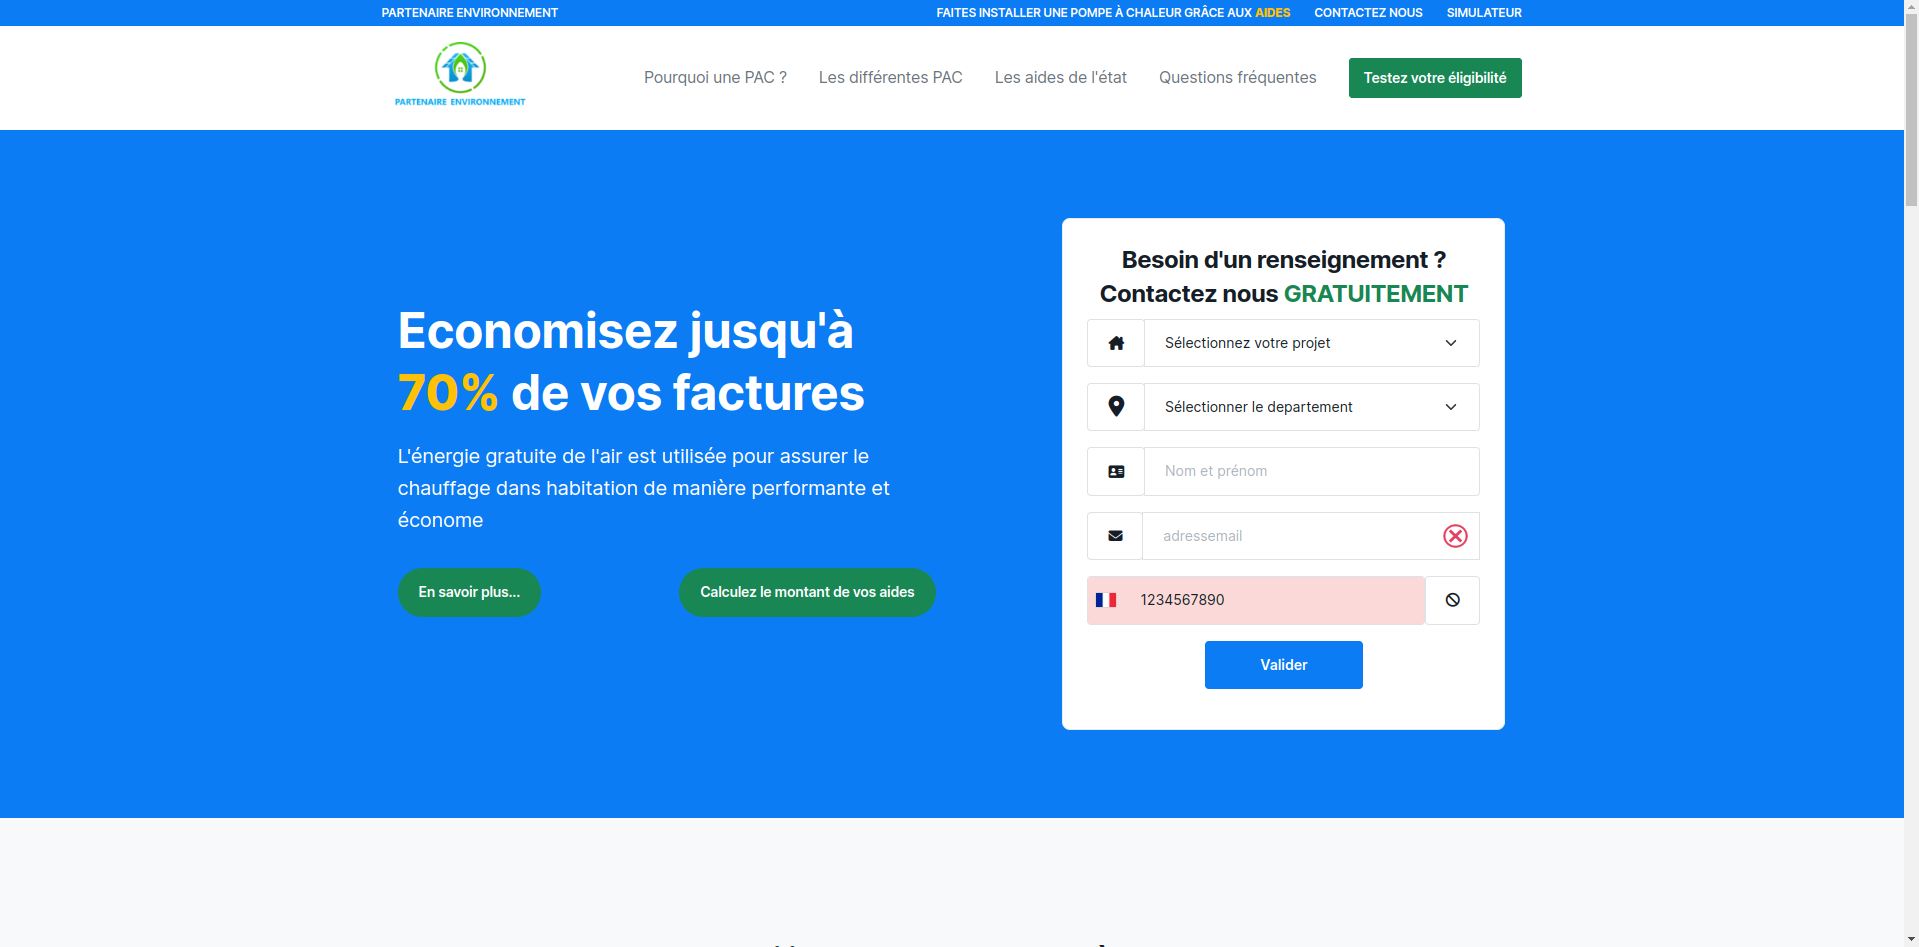 PARTENAIRE ENVIRONNEMENT
FAITES INSTALLER UNE POMPE À CHALEUR GRÂCE AUX AIDES
CONTACTEZ NOUS
SIMULATEUR
PARTENAIRE ENVIRONNEMENT
Pourquoi une PAC ?
Les différentes PAC
Les aides de l'état
Questions fréquentes
Testez votre éligibilité
Economisez jusqu'à
70% de vos factures
L'énergie gratuite de l'air est utilisée pour assurer le
chauffage dans habitation de manière performante et
économe
En savoir plus...
Calculez le montant de vos aides
Besoin d'un renseignement ?
Contactez nous GRATUITEMENT
Sélectionnez votre projet
Sélectionner le departement
Nom et prénom
adressemail
1234567890
Valider